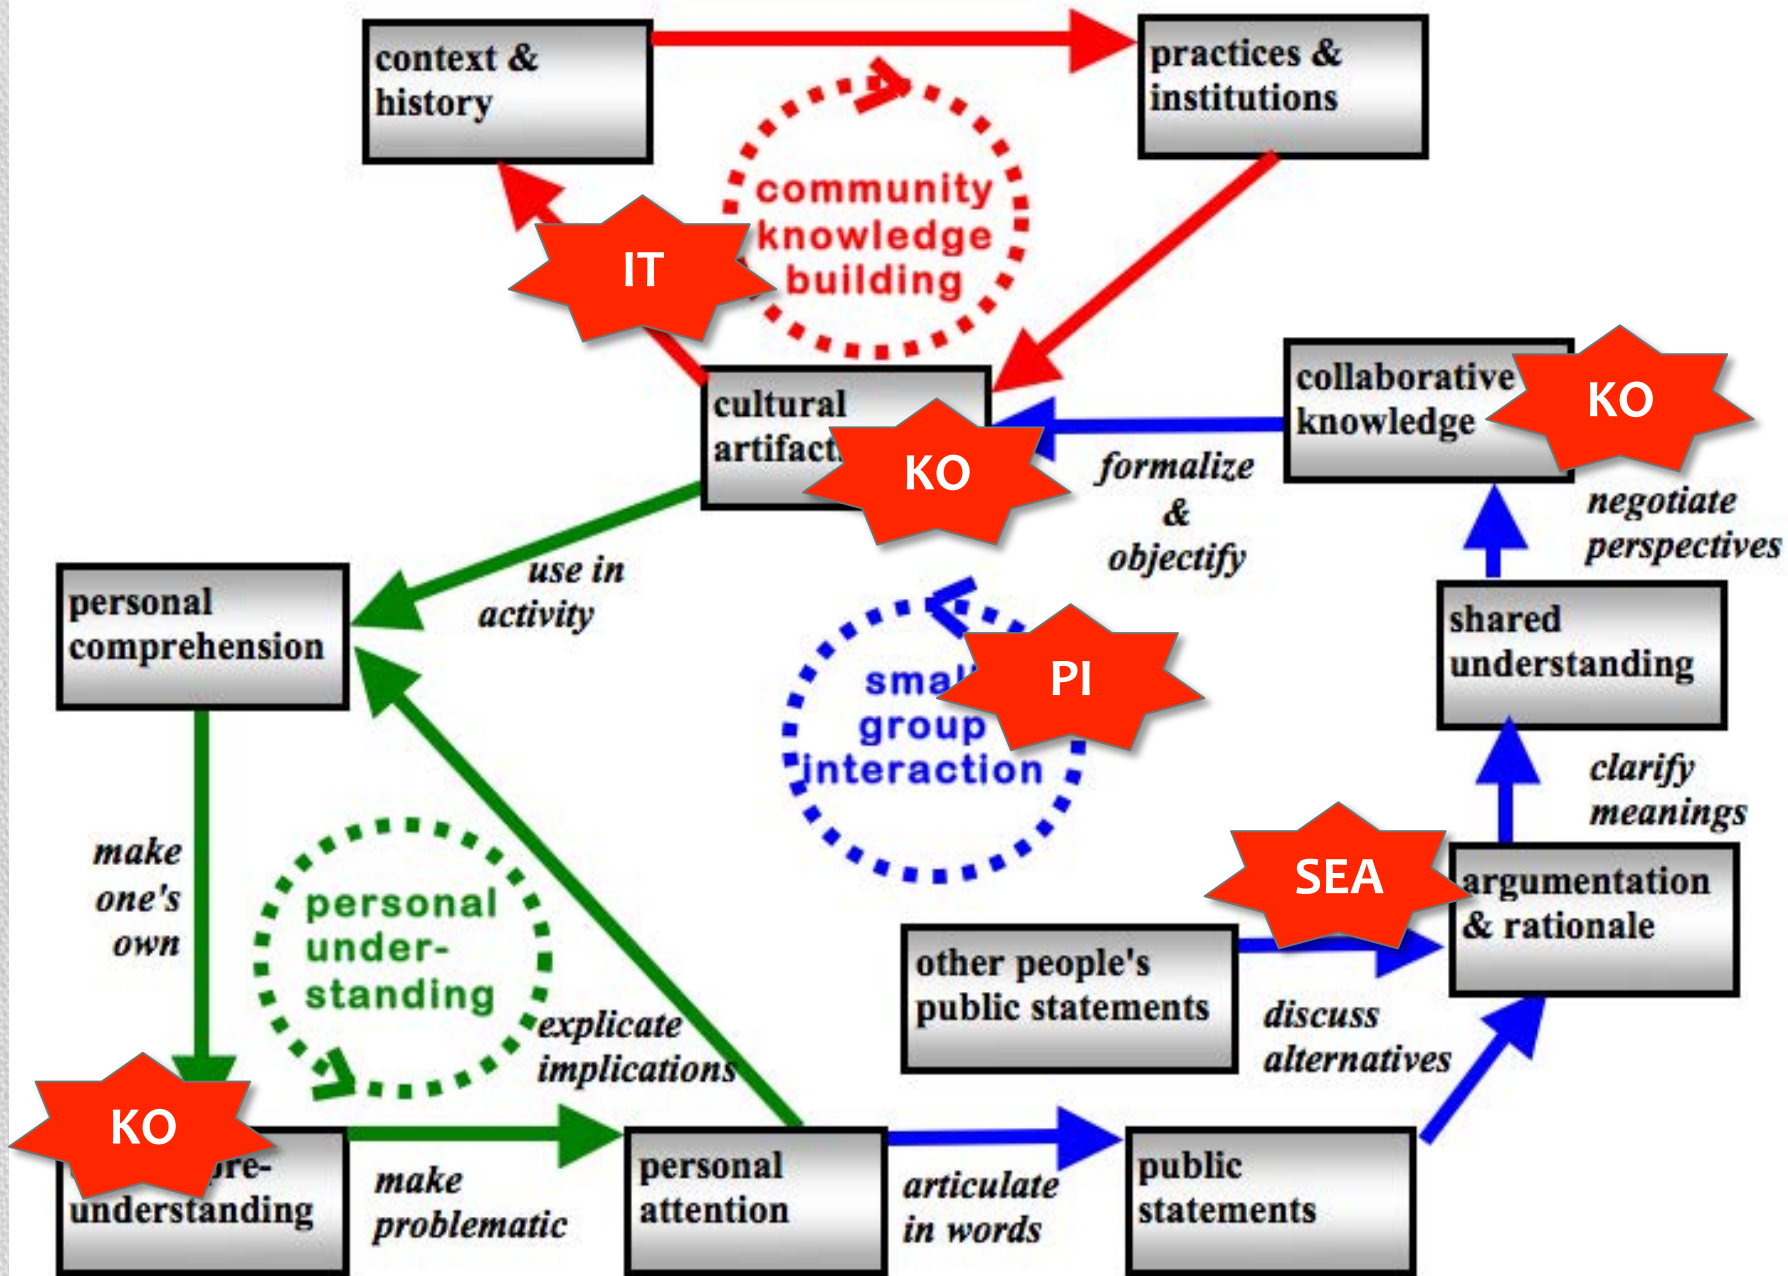 context &
history
practices &
institutions
community
knowledge
building
IT
cultural
KO
collaborative
knowledge
KO
formalize
&
objectify
negotiate
perspectives
use in
activity
personal
comprehension
shared
understanding
group
interaction
PI
clarify
meanings
make
one's
own
personal
under-
standing
SEA
argumentation
& rationale
other people's
public statements
explicate
implications
discuss
alternatives
KO
understanding
make
problematic
personal
attention
articulate
in words
public
statements